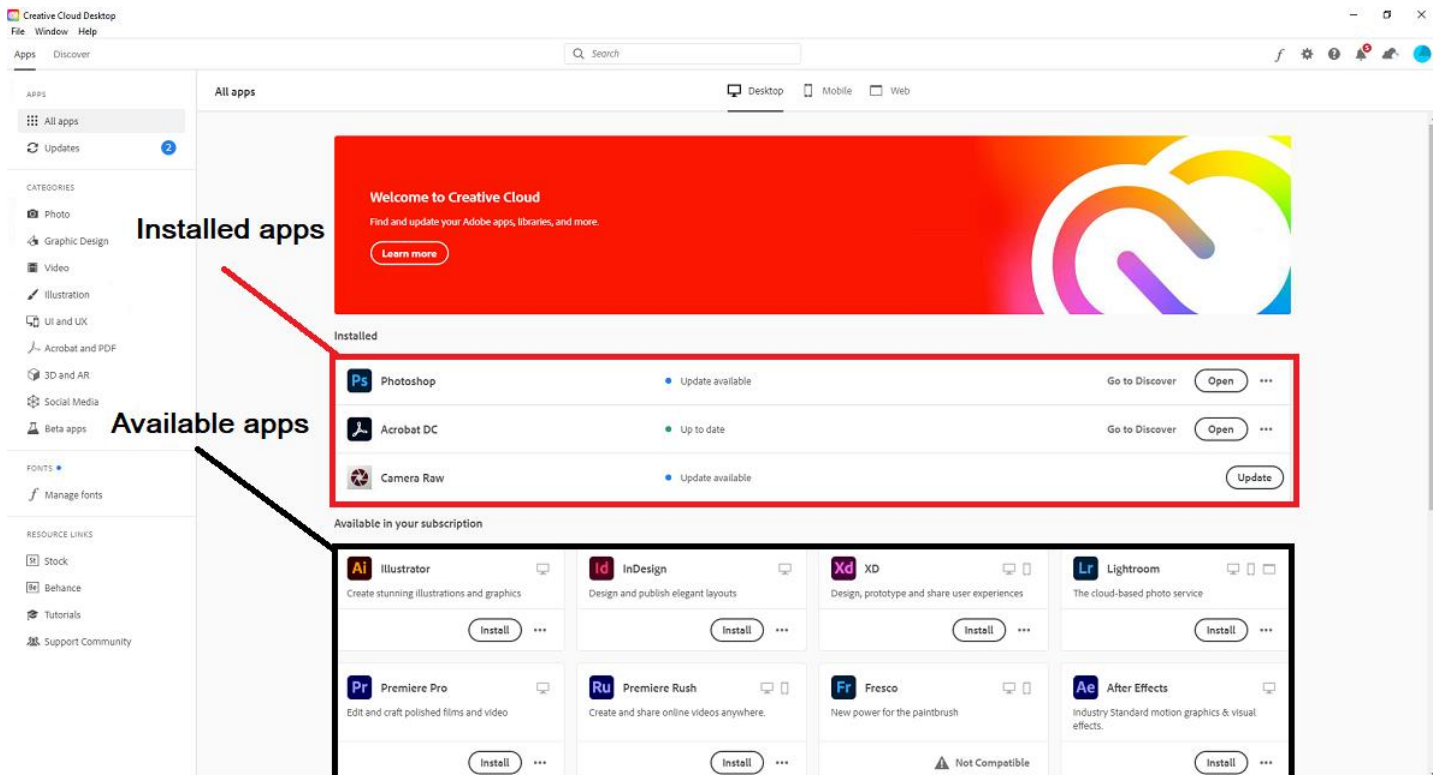 Creative Cloud Desktop
File Window Help
Apps Discover
Search
5
APPS
All apps
Updates 2
CATEGORIES
Photo
Graphic Design
Video
Illustration
UI and UX
Acrobat and PDF
3D and AR
Social Media
Beta apps
FONTS
Manage fonts
RESOURCE LINKS
St Stock
Be Behance
Tutorials
Support Community
All apps
Desktop Mobile Web
Welcome to Creative Cloud
Find and update your Adobe apps, libraries, and more.
Learn more
Installed apps
Installed
Ps Photoshop Update available Go to Discover Open
Acrobat DC Up to date Go to Discover Open
Camera Raw Update available Update
Available apps
Available in your subscription
Ai Illustrator
Create stunning illustrations and graphics
Install
Id InDesign
Design and publish elegant layouts
Install
Xd XD
Design, prototype and share user experiences
Install
Lr Lightroom
The cloud-based photo service
Install
Pr Premiere Pro
Edit and craft polished films and video
Install
Ru Premiere Rush
Create and share online videos anywhere.
Install
Fr Fresco
New power for the paintbrush
Not Compatible
Ae After Effects
Industry Standard motion graphics & visual
effects.
Install